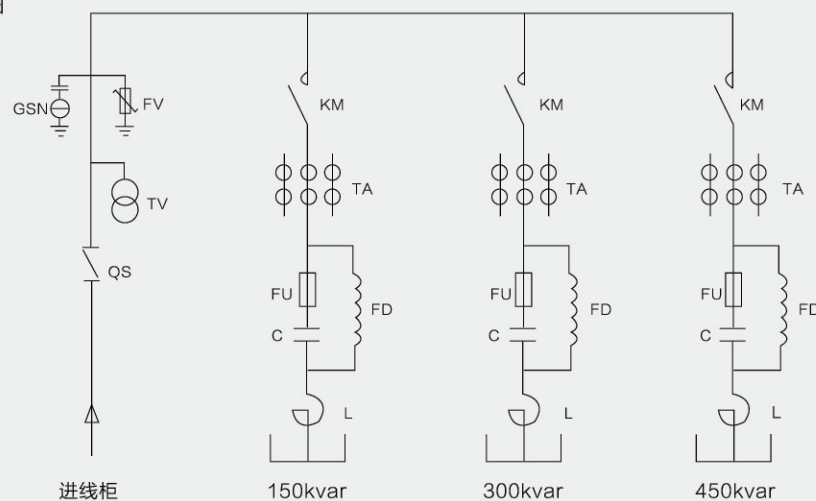 GSN FV KM KM KM
TV TA TA TA
QS
FU FD FU FD FU FD
C C C
L L L
进线柜 150kvar 300kvar 450kvar